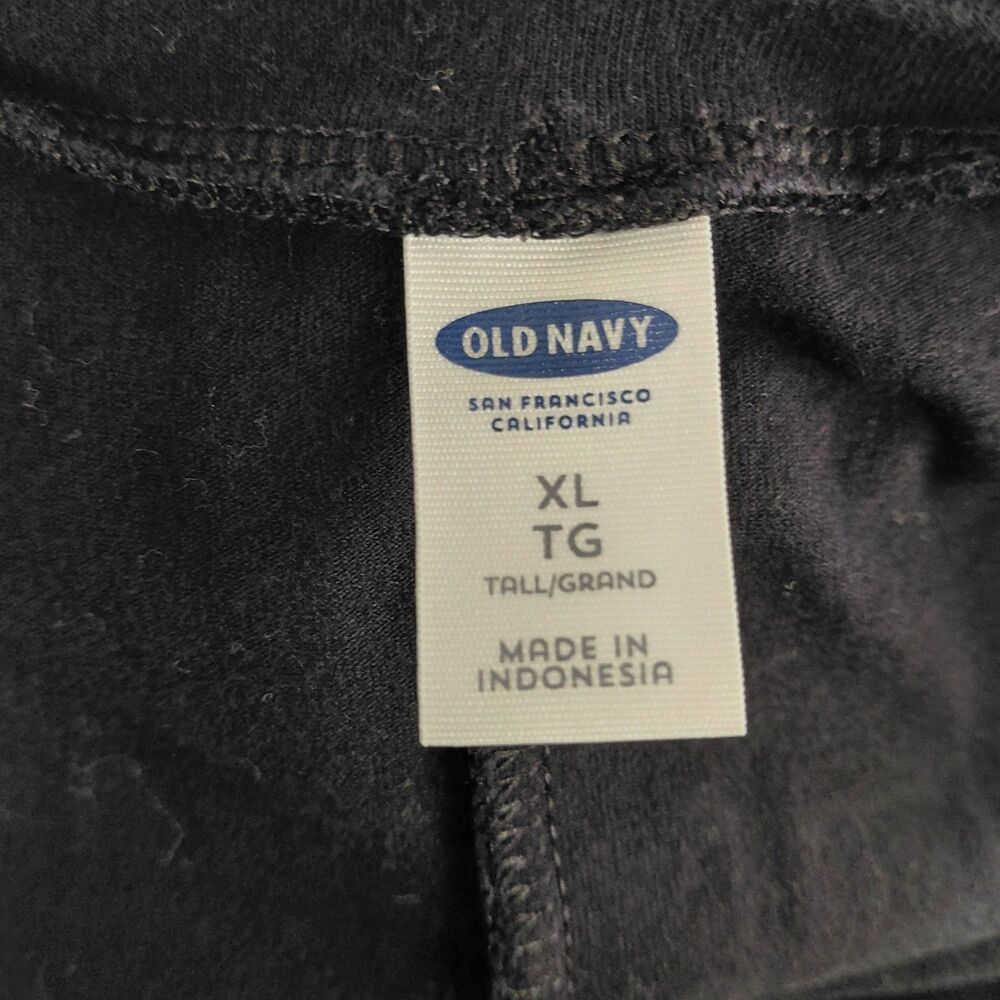 OLD NAVY
SAN FRANCISCO
CALIFORNIA
XL
TG
TALL/GRAND
MADE IN
INDONESIA